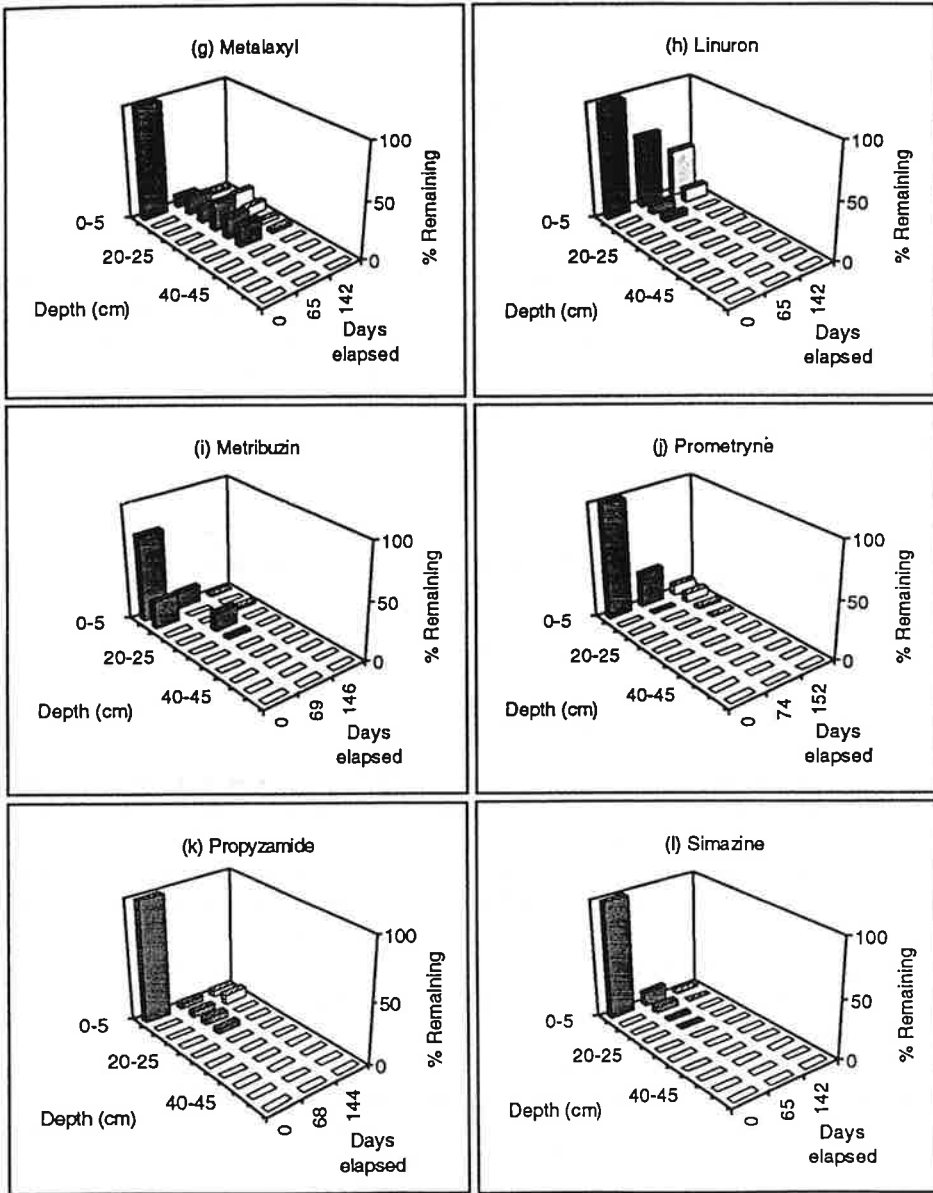 (g) Metalaxyl
100
50
0
% Remaining
0-5
20-25
40-45
Depth (cm)
0
65
142
Days
elapsed
(h) Linuron
100
50
0
% Remaining
0-5
20-25
40-45
Depth (cm)
0
65
142
Days
elapsed
(i) Metribuzin
100
50
0
% Remaining
0-5
20-25
40-45
Depth (cm)
0
69
146
Days
elapsed
(j) Prometryne
100
50
0
% Remaining
0-5
20-25
40-45
Depth (cm)
0
74
152
Days
elapsed
(k) Propyzamide
100
50
0
% Remaining
0-5
20-25
40-45
Depth (cm)
0
68
144
Days
elapsed
(l) Simazine
100
50
0
% Remaining
0-5
20-25
40-45
Depth (cm)
0
65
142
Days
elapsed